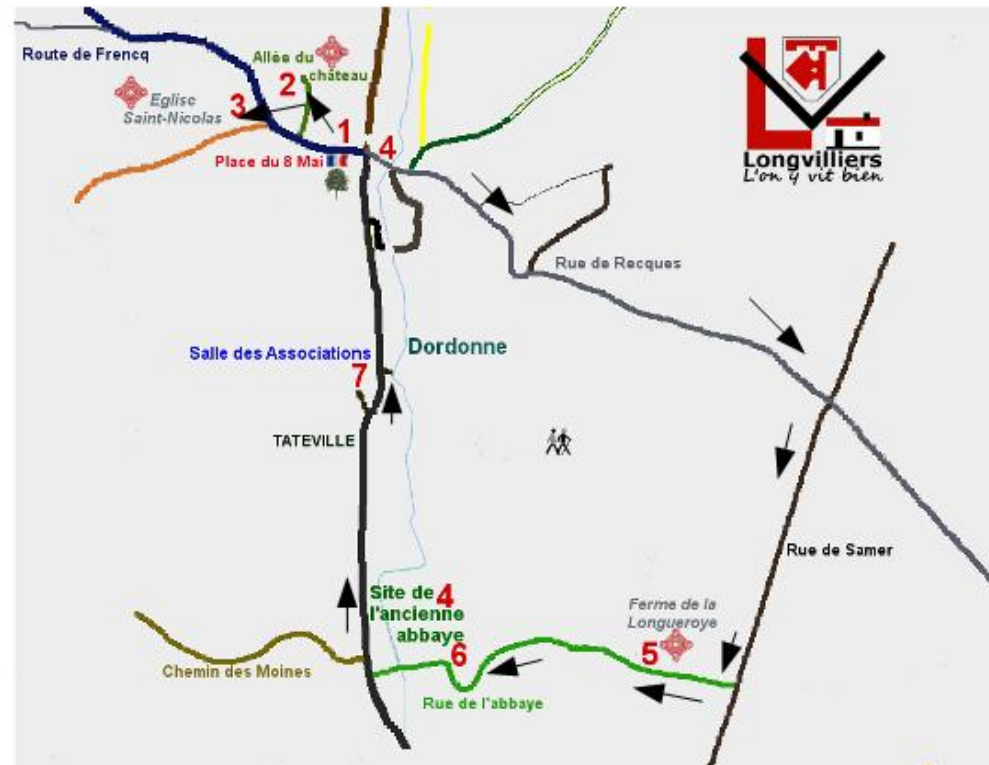 Route de Frencq
Allée du
château
2
3
Eglise
Saint-Nicolas
1
4
Place du 8 Mai
Longvilliers
L'on y vit bien
Rue de Recques
Salle des Associations
Dordonne
7
TATEVILLE
Rue de Samer
Site de 4
l'ancienne
abbaye
Ferme de la
Longueroye
6
5
Chemin des Moines
Rue de l'abbaye